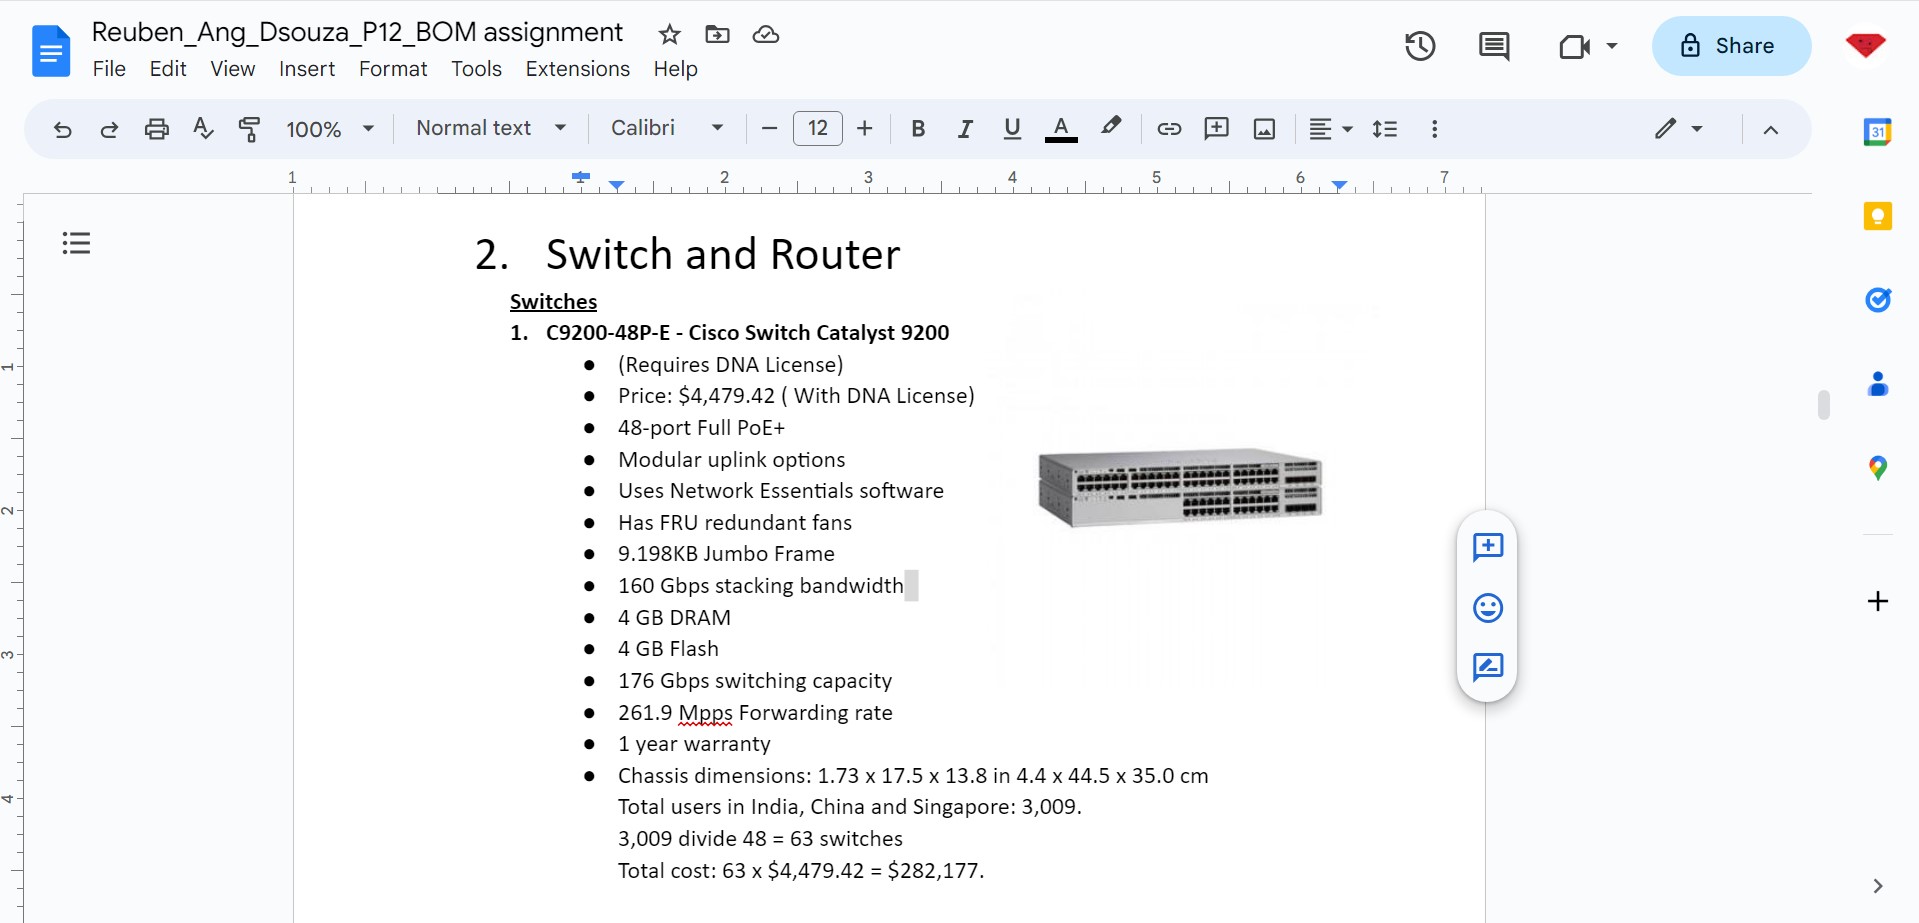 Reuben_Ang_Dsouza_P12_BOM assignment
File Edit View Insert Format Tools Extensions Help
Share
100% Normal text Calibri 12 B I U A
31
1 1 2 3 4 5 6 7
2. Switch and Router
Switches
1. C9200-48P-E - Cisco Switch Catalyst 9200
● (Requires DNA License)
● Price: $4,479.42 ( With DNA License)
● 48-port Full PoE+
● Modular uplink options
● Uses Network Essentials software
● Has FRU redundant fans
● 9.198KB Jumbo Frame
● 160 Gbps stacking bandwidth
● 4 GB DRAM
● 4 GB Flash
● 176 Gbps switching capacity
● 261.9 Mpps Forwarding rate
● 1 year warranty
● Chassis dimensions: 1.73 x 17.5 x 13.8 in 4.4 x 44.5 x 35.0 cm
Total users in India, China and Singapore: 3,009.
3,009 divide 48 = 63 switches
Total cost: 63 x $4,479.42 = $282,177.
1
2
3
4